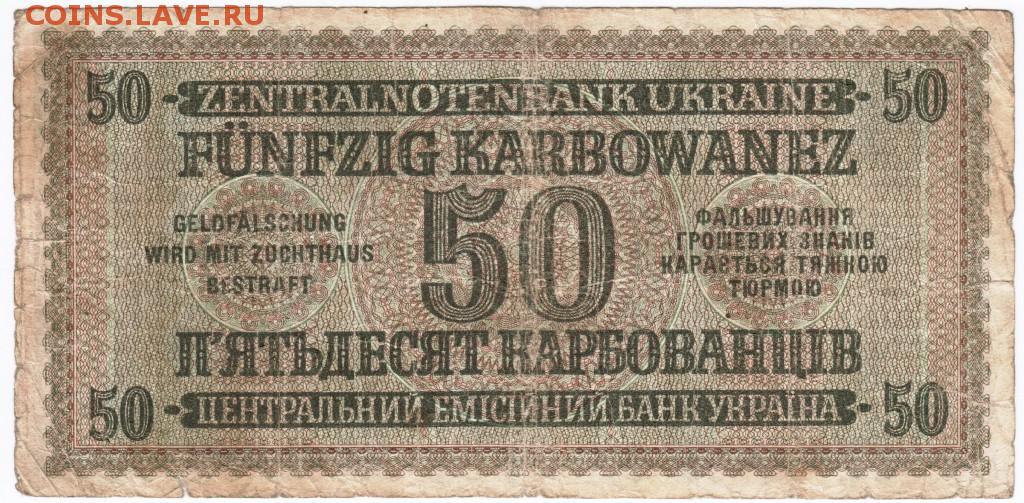 COINS.LAVE.RU
50 ZENTRALNOTENBANK UKRAINE 50
FÜNFZIG KARBOWANEZ
50
GELDFÄLSCHUNG
WIRD MIT ZUCHTHAUS
BESTRAFT
ФАЛЬШУВАННЯ
ГРОШЕВИХ ЗНАКІВ
КАРАЄТЬСЯ ТЯЖКОЮ
ТЮРМОЮ
П'ЯТЬДЕСЯТ КАРБОВАНЦІВ
50 ЦЕНТРАЛЬНИЙ ЕМІСІЙНИЙ БАНК УКРАЇНА 50